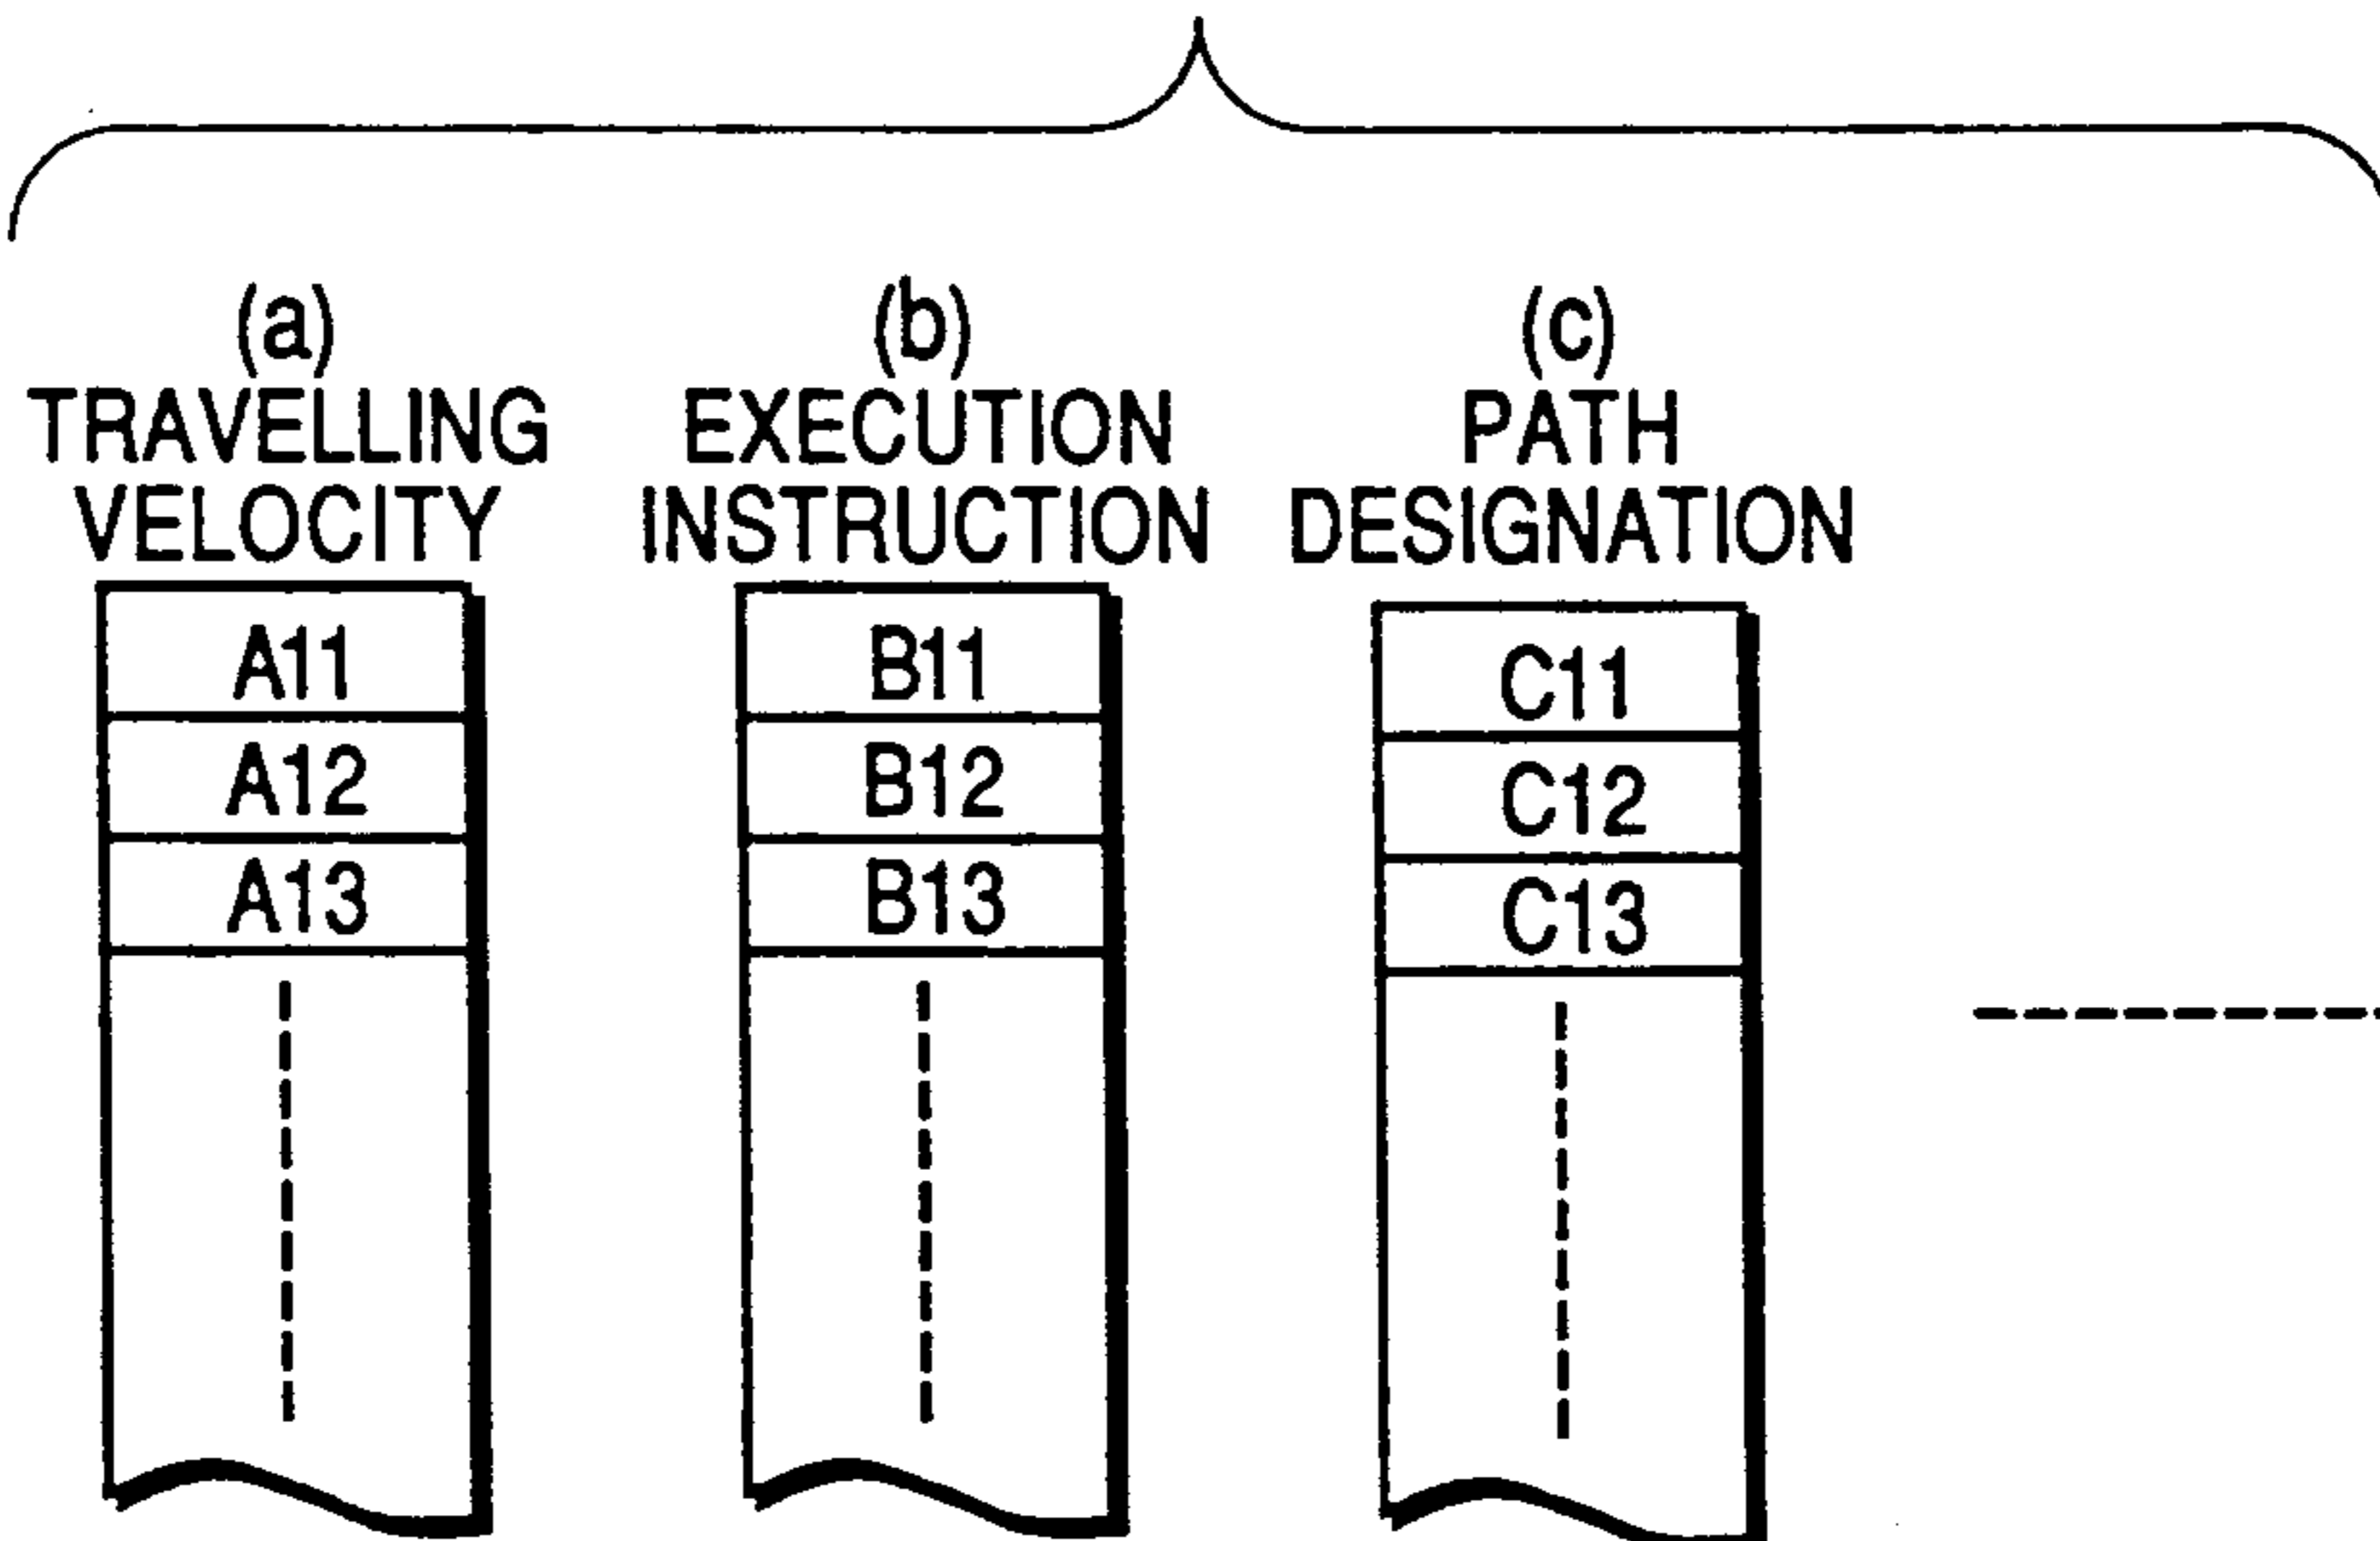 (a)
TRAVELLING
VELOCITY
A11
A12
A13
(b)
EXECUTION
INSTRUCTION
B11
B12
B13
(c)
PATH
DESIGNATION
C11
C12
C13